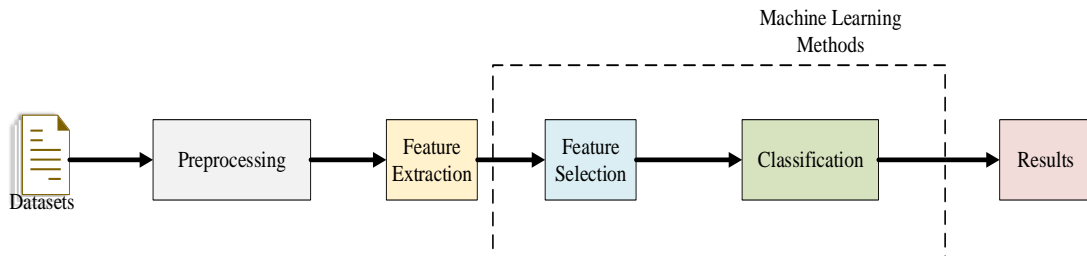 Machine Learning
Methods
Datasets
Preprocessing
Feature
Extraction
Feature
Selection
Classification
Results